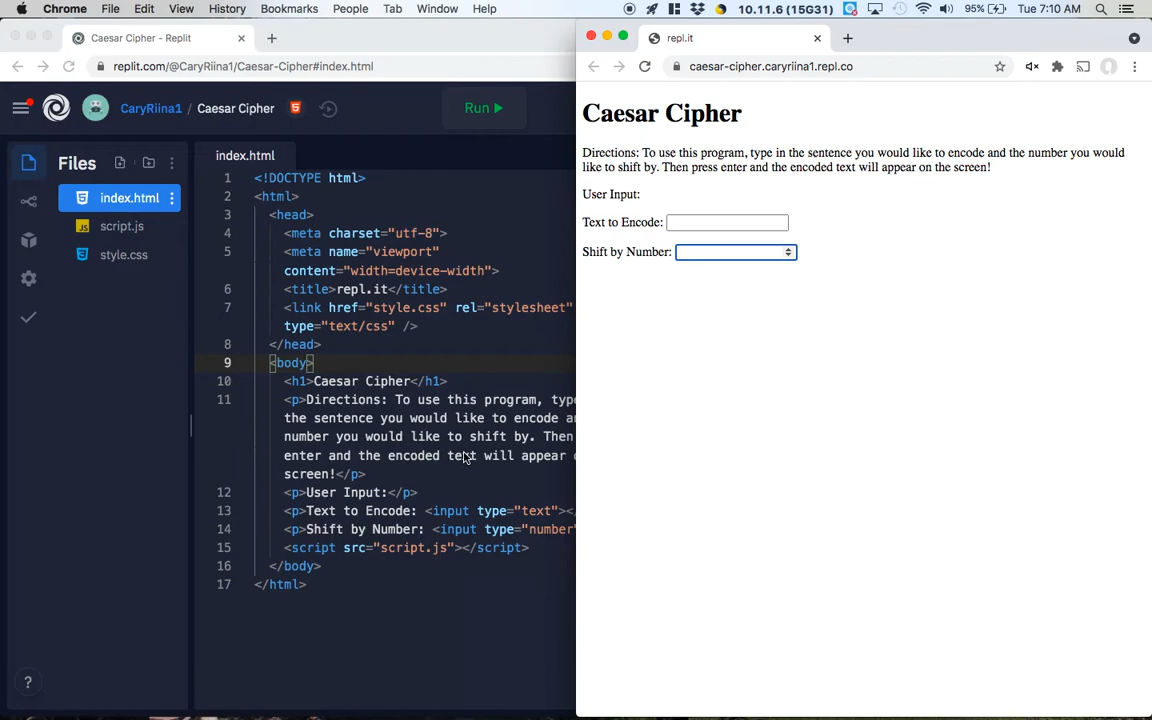 Chrome File Edit View History Bookmarks People Tab Window Help 10.11.6 (15G31) 95% Tue 7:10 AM
Caesar Cipher - Replit
replit.com/@CaryRiina1/Caesar-Cipher#index.html
CaryRiina1 / Caesar Cipher Run
Files
index.html
script.js
style.css
?
index.html
1 <!DOCTYPE html>
2 <html>
3 <head>
4 <meta charset="utf-8">
5 <meta name="viewport"
content="width=device-width">
6 <title>repl.it</title>
7 <link href="style.css" rel="stylesheet"
type="text/css" />
8 </head>
9 <body>
10 <h1>Caesar Cipher</h1>
11 <p>Directions: To use this program, type
the sentence you would like to encode an
number you would like to shift by. Then
enter and the encoded text will appear o
screen!</p>
12 <p>User Input:</p>
13 <p>Text to Encode: <input type="text"></
14 <p>Shift by Number: <input type="number"
15 <script src="script.js"></script>
16 </body>
17 </html>
repl.it
caesar-cipher.caryriina1.repl.co
Caesar Cipher
Directions: To use this program, type in the sentence you would like to encode and the number you would
like to shift by. Then press enter and the encoded text will appear on the screen!
User Input:
Text to Encode:
Shift by Number: